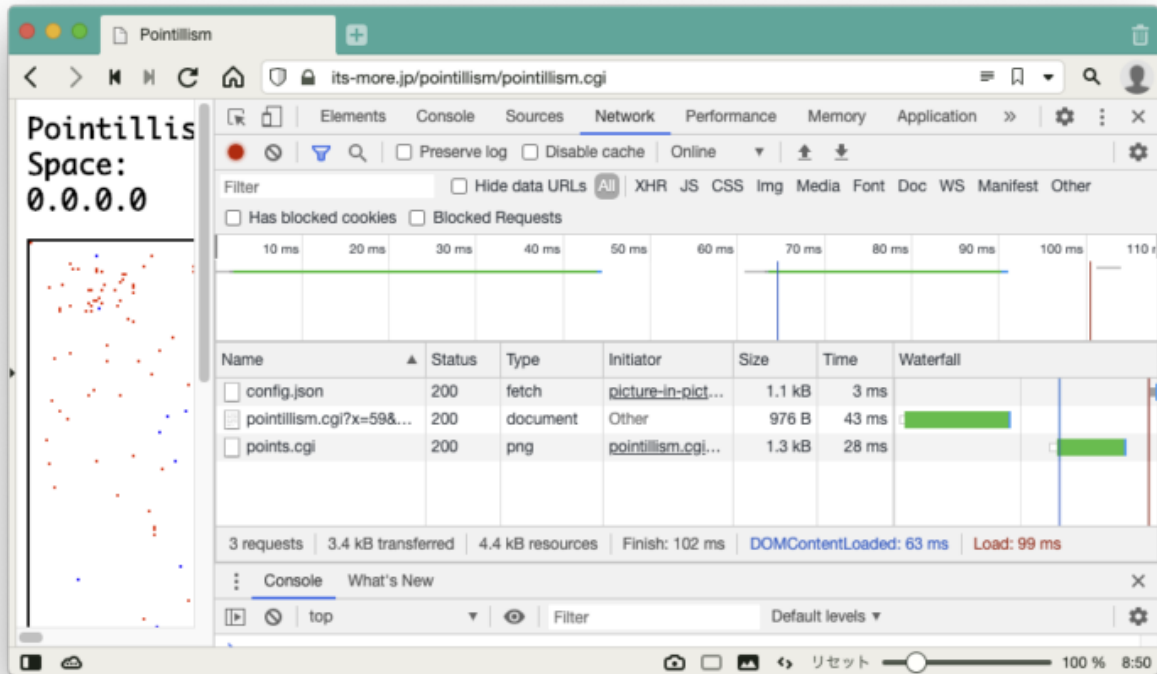 Pointillism
its-more.jp/pointillism/pointillism.cgi
Pointillis
Space:
0.0.0.0
Elements Console Sources Network Performance Memory Application »
Preserve log Disable cache Online
Filter Hide data URLs All XHR JS CSS Img Media Font Doc WS Manifest Other
Has blocked cookies Blocked Requests
10 ms 20 ms 30 ms 40 ms 50 ms 60 ms 70 ms 80 ms 90 ms 100 ms 110 r
Name Status Type Initiator Size Time Waterfall
config.json 200 fetch picture-in-pict... 1.1 kB 3 ms
pointillism.cgi?x=59&... 200 document Other 976 B 43 ms
points.cgi 200 png pointillism.cgi... 1.3 kB 28 ms
3 requests 3.4 kB transferred 4.4 kB resources Finish: 102 ms DOMContentLoaded: 63 ms Load: 99 ms
Console What's New
top Filter Default levels
リセット 100 % 8:50